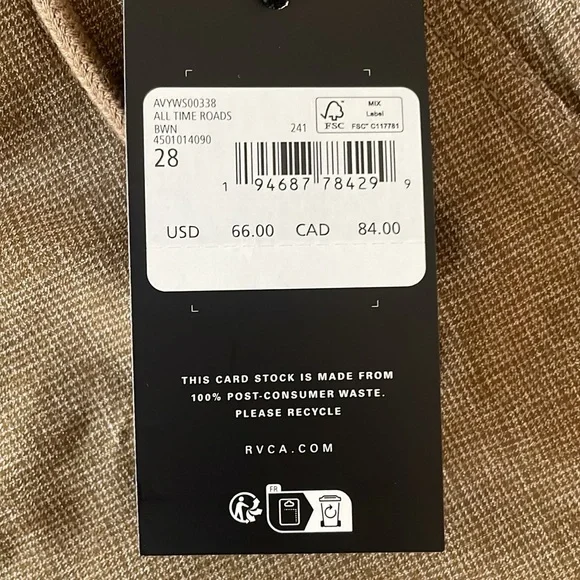 AVYWS00338
ALL TIME ROADS
BWN
4501014090
28
241
FSC
MIX
Label
FSC™ C117781
1 94687 78429 9
USD 66.00 CAD 84.00
THIS CARD STOCK IS MADE FROM
100% POST-CONSUMER WASTE.
PLEASE RECYCLE
RVCA.COM
FR